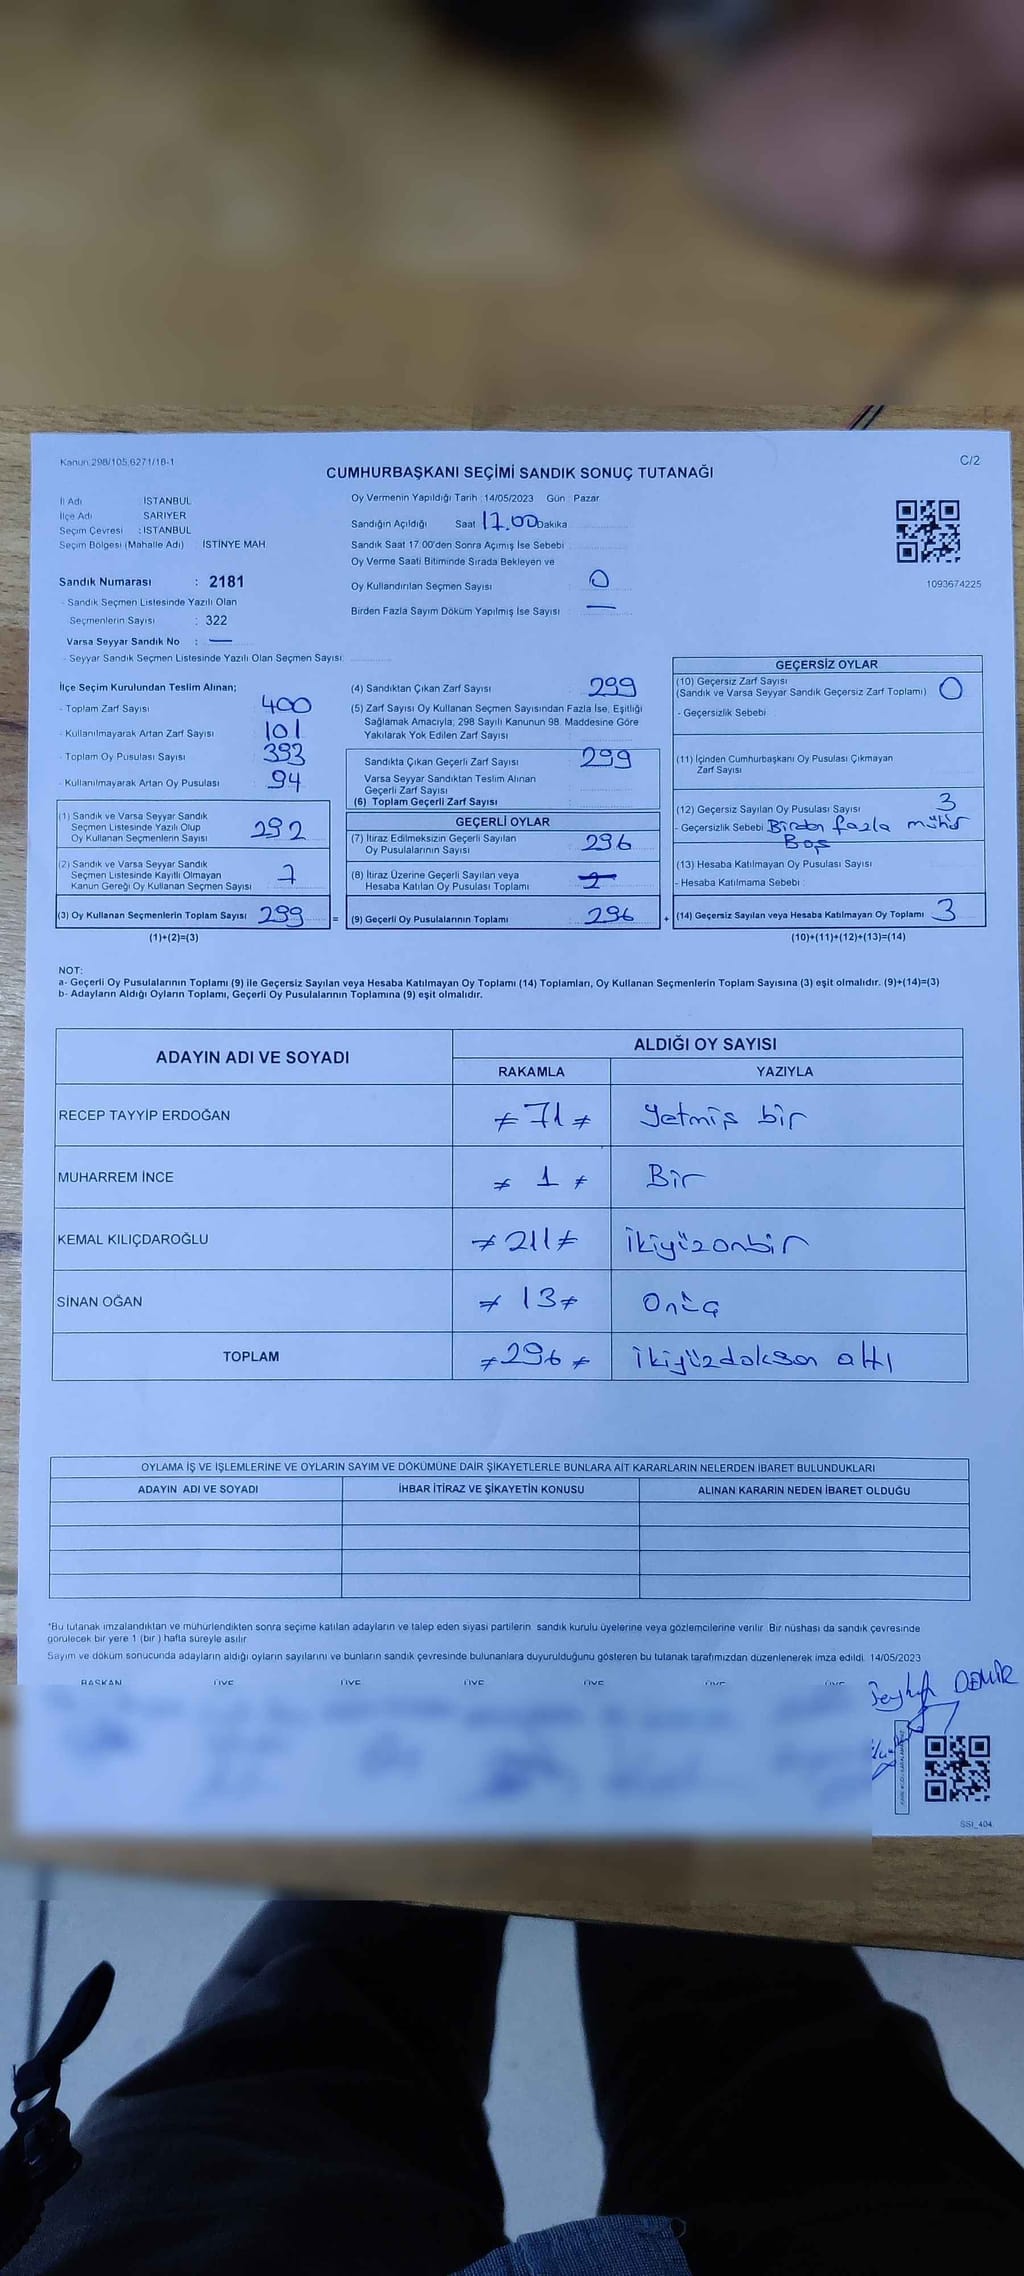 Kanun 298/105,6271/18-1
C/2
CUMHURBAŞKANI SEÇİMİ SANDIK SONUÇ TUTANAĞI
İl Adı İSTANBUL
İlçe Adı SARIYER
Seçim Çevresi : İSTANBUL
Seçim Bölgesi (Mahalle Adı) İSTİNYE MAH.
Oy Vermenin Yapıldığı Tarih : 14/05/2023 Gün : Pazar
Sandığın Açıldığı Saat 17.00 Dakika
Sandık Saat 17:00'den Sonra Açımış İse Sebebi
Oy Verme Saati Bitiminde Sırada Bekleyen ve
Oy Kullandırılan Seçmen Sayısı 0
Birden Fazla Sayım Döküm Yapılmış İse Sayısı —
1093674225
Sandık Numarası : 2181
- Sandık Seçmen Listesinde Yazılı Olan
Seçmenlerin Sayısı : 322
Varsa Seyyar Sandık No : —
- Seyyar Sandık Seçmen Listesinde Yazılı Olan Seçmen Sayısı:
İlçe Seçim Kurulundan Teslim Alınan;
- Toplam Zarf Sayısı 400
- Kullanılmayarak Artan Zarf Sayısı 101
- Toplam Oy Pusulası Sayısı 393
- Kullanılmayarak Artan Oy Pusulası 94
(1) Sandık ve Varsa Seyyar Sandık
Seçmen Listesinde Yazılı Olup
Oy Kullanan Seçmenlerin Sayısı 292
(2) Sandık ve Varsa Seyyar Sandık
Seçmen Listesinde Kayıtlı Olmayan
Kanun Gereği Oy Kullanan Seçmen Sayısı 7
(3) Oy Kullanan Seçmenlerin Toplam Sayısı 299 =
(1)+(2)=(3)
(4) Sandıktan Çıkan Zarf Sayısı 299
(5) Zarf Sayısı Oy Kullanan Seçmen Sayısından Fazla İse, Eşitliği
Sağlamak Amacıyla; 298 Sayılı Kanunun 98. Maddesine Göre
Yakılarak Yok Edilen Zarf Sayısı
Sandıkta Çıkan Geçerli Zarf Sayısı 299
Varsa Seyyar Sandıktan Teslim Alınan
Geçerli Zarf Sayısı
(6) Toplam Geçerli Zarf Sayısı
GEÇERLİ OYLAR
(7) İtiraz Edilmeksizin Geçerli Sayılan
Oy Pusulalarının Sayısı 296
(8) İtiraz Üzerine Geçerli Sayılan veya
Hesaba Katılan Oy Pusulası Toplamı
(9) Geçerli Oy Pusulalarının Toplamı 296 +
GEÇERSİZ OYLAR
(10) Geçersiz Zarf Sayısı
(Sandık ve Varsa Seyyar Sandık Geçersiz Zarf Toplamı) 0
- Geçersizlik Sebebi
(11) İçinden Cumhurbaşkanı Oy Pusulası Çıkmayan
Zarf Sayısı
(12) Geçersiz Sayılan Oy Pusulası Sayısı 3
- Geçersizlik Sebebi Birden fazla mühür
Boş
(13) Hesaba Katılmayan Oy Pusulası Sayısı
- Hesaba Katılmama Sebebi
(14) Geçersiz Sayılan veya Hesaba Katılmayan Oy Toplamı 3
(10)+(11)+(12)+(13)=(14)
NOT:
a- Geçerli Oy Pusulalarının Toplamı (9) ile Geçersiz Sayılan veya Hesaba Katılmayan Oy Toplamı (14) Toplamları, Oy Kullanan Seçmenlerin Toplam Sayısına (3) eşit olmalıdır. (9)+(14)=(3)
b- Adayların Aldığı Oyların Toplamı, Geçerli Oy Pusulalarının Toplamına (9) eşit olmalıdır.
ADAYIN ADI VE SOYADI
ALDIĞI OY SAYISI
RAKAMLA YAZIYLA
RECEP TAYYİP ERDOĞAN ≠ 71 ≠ Yetmiş bir
MUHARREM İNCE ≠ 1 ≠ Bir
KEMAL KILIÇDAROĞLU ≠ 211 ≠ İkiyüzonbir
SİNAN OĞAN ≠ 13 ≠ Onüç
TOPLAM ≠ 296 ≠ İkiyüzdoksan altı
OYLAMA İŞ VE İŞLEMLERİNE VE OYLARIN SAYIM VE DÖKÜMÜNE DAİR ŞİKAYETLERLE BUNLARA AİT KARARLARIN NELERDEN İBARET BULUNDUKLARI
ADAYIN ADI VE SOYADI İHBAR İTİRAZ VE ŞİKAYETİN KONUSU ALINAN KARARIN NEDEN İBARET OLDUĞU
*Bu tutanak imzalandıktan ve mühürlendikten sonra seçime katılan adayların ve talep eden siyasi partilerin sandık kurulu üyelerine veya gözlemcilerine verilir. Bir nüshası da sandık çevresinde
görülecek bir yere 1 (bir ) hafta süreyle asılır
Sayım ve döküm sonucunda adayların aldığı oyların sayılarını ve bunların sandık çevresinde bulunanlara duyurulduğunu gösteren bu tutanak tarafımızdan düzenlenerek imza edildi. 14/05/2023
BAŞKAN ÜYE ÜYE ÜYE ÜYE ÜYE ÜYE
DEMİR
SSİ_404